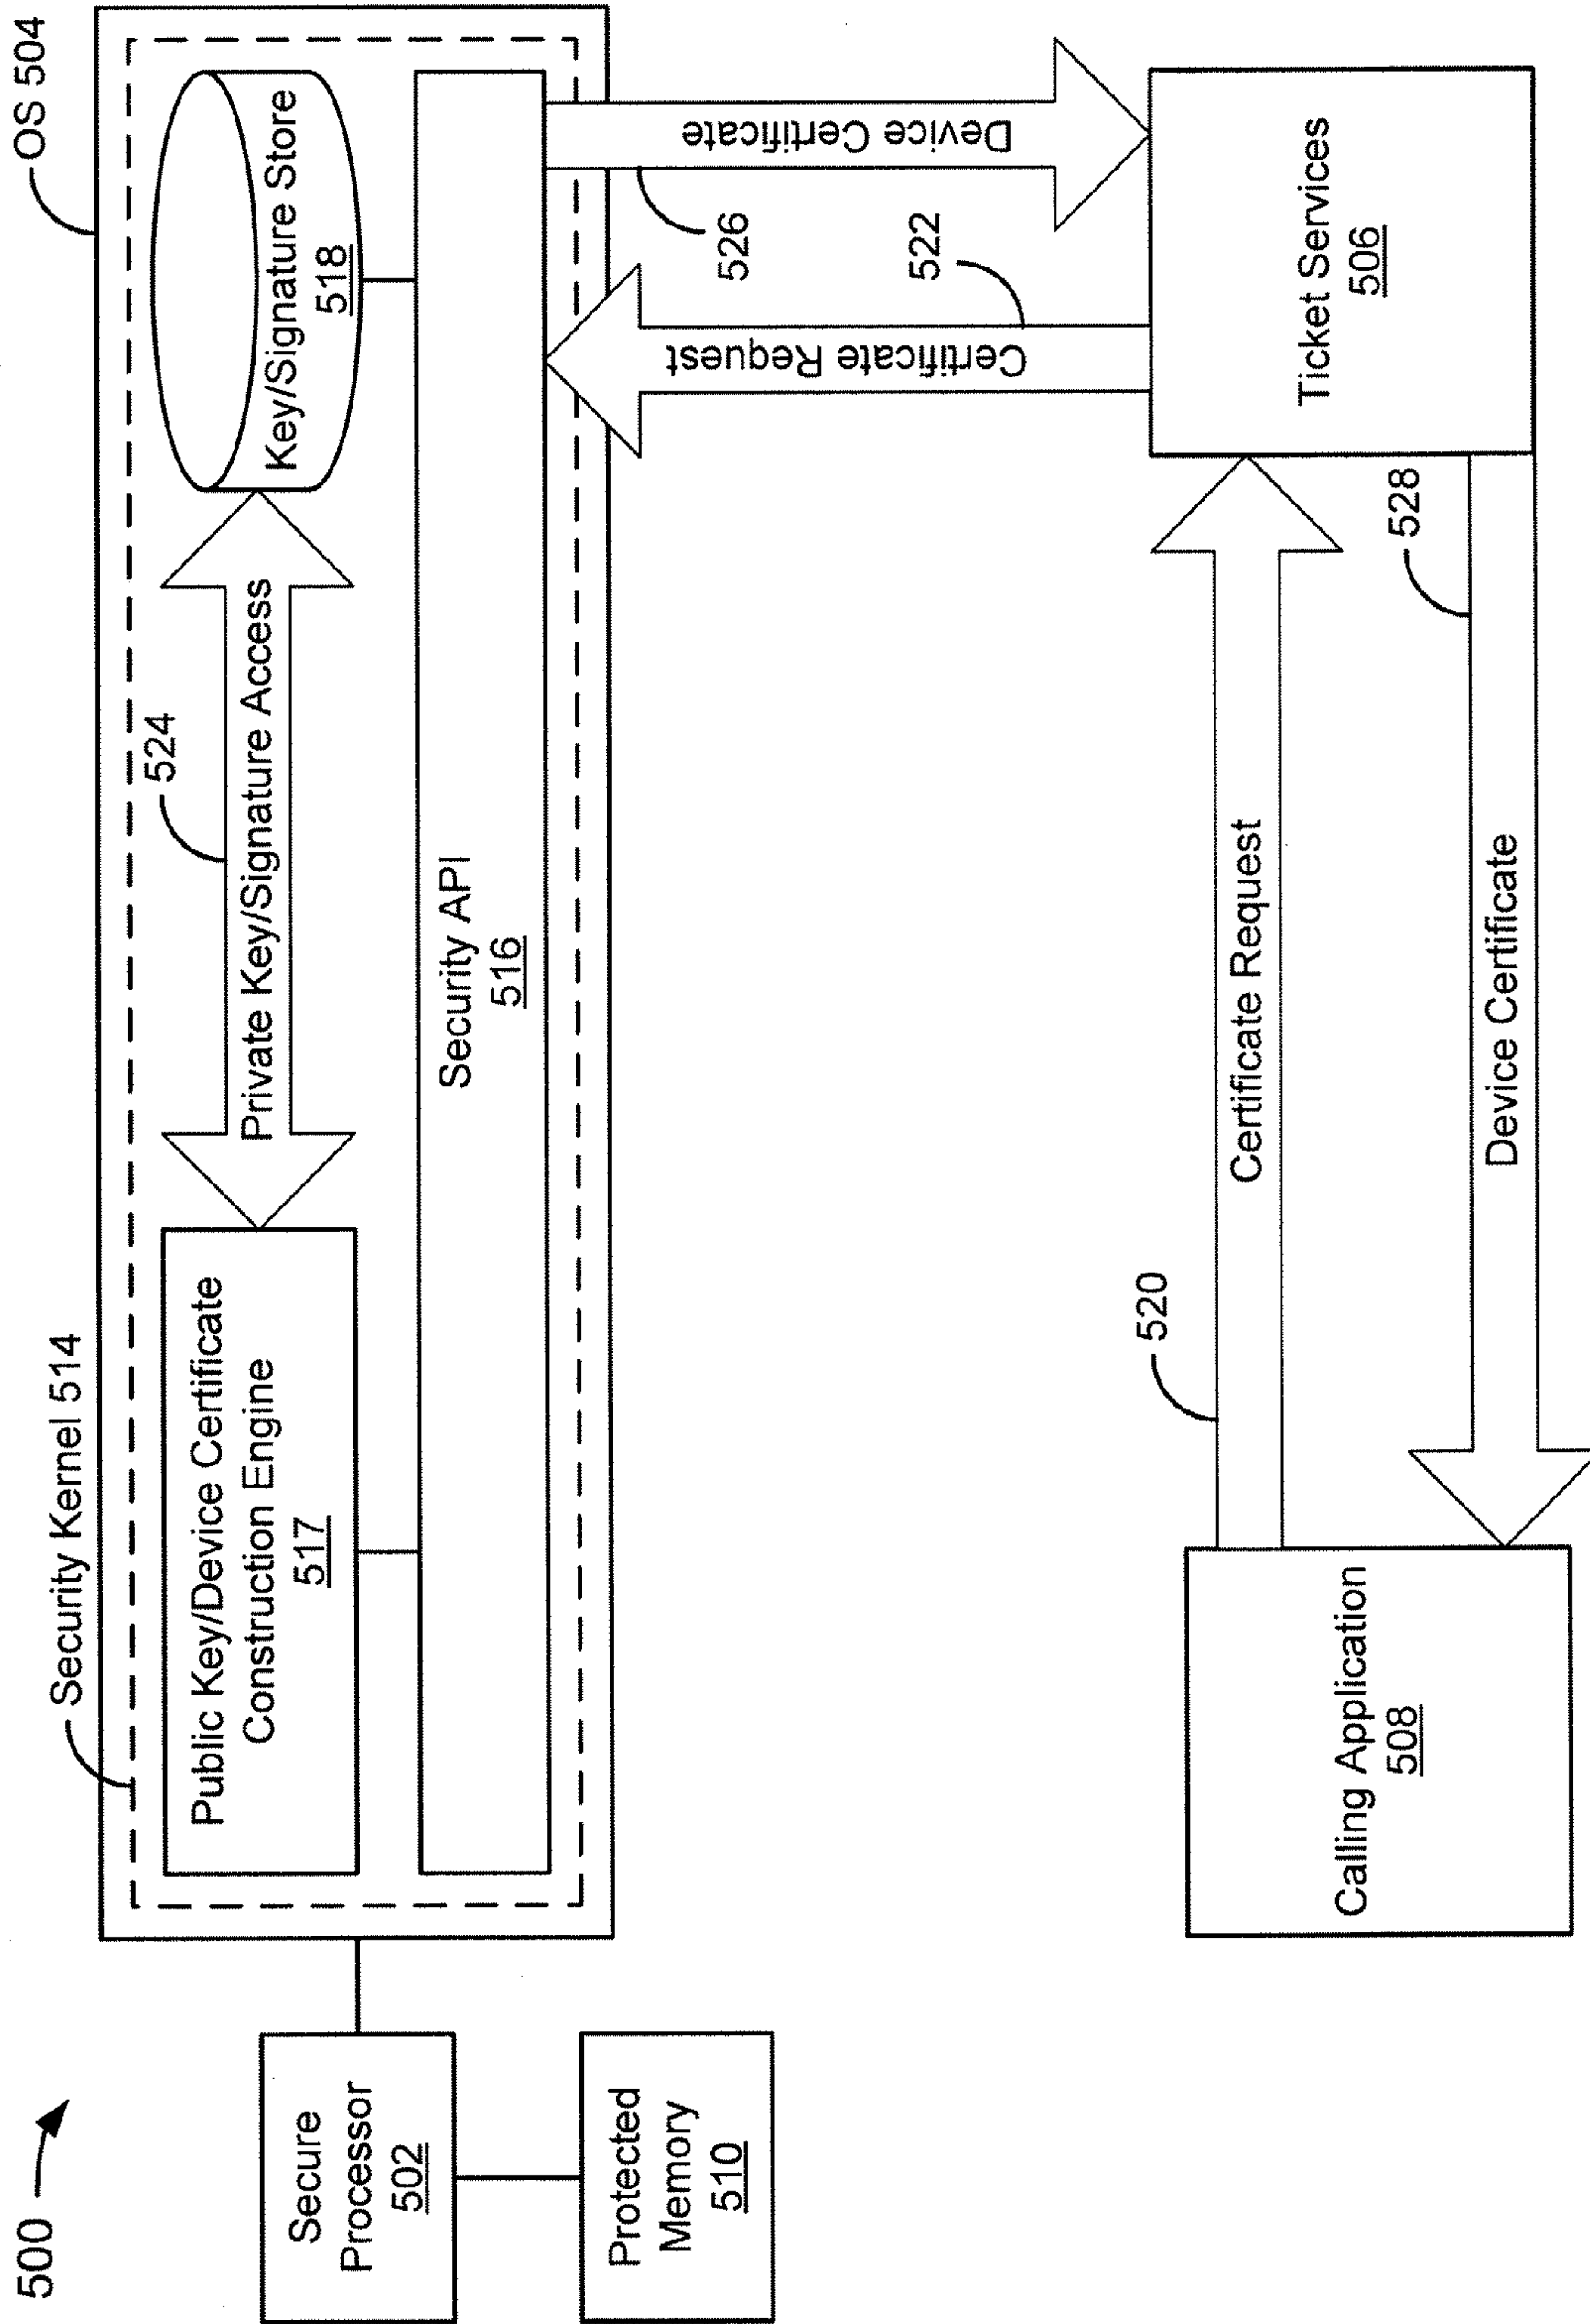 500
OS 504
Security Kernel 514
Public Key/Device Certificate
Construction Engine
517
524
Private Key/Signature Access
Key/Signature Store
518
Security API
516
Secure
Processor
502
Protected
Memory
510
526
Device Certificate
522
Certificate Request
520
Certificate Request
Ticket Services
506
528
Device Certificate
Calling Application
508